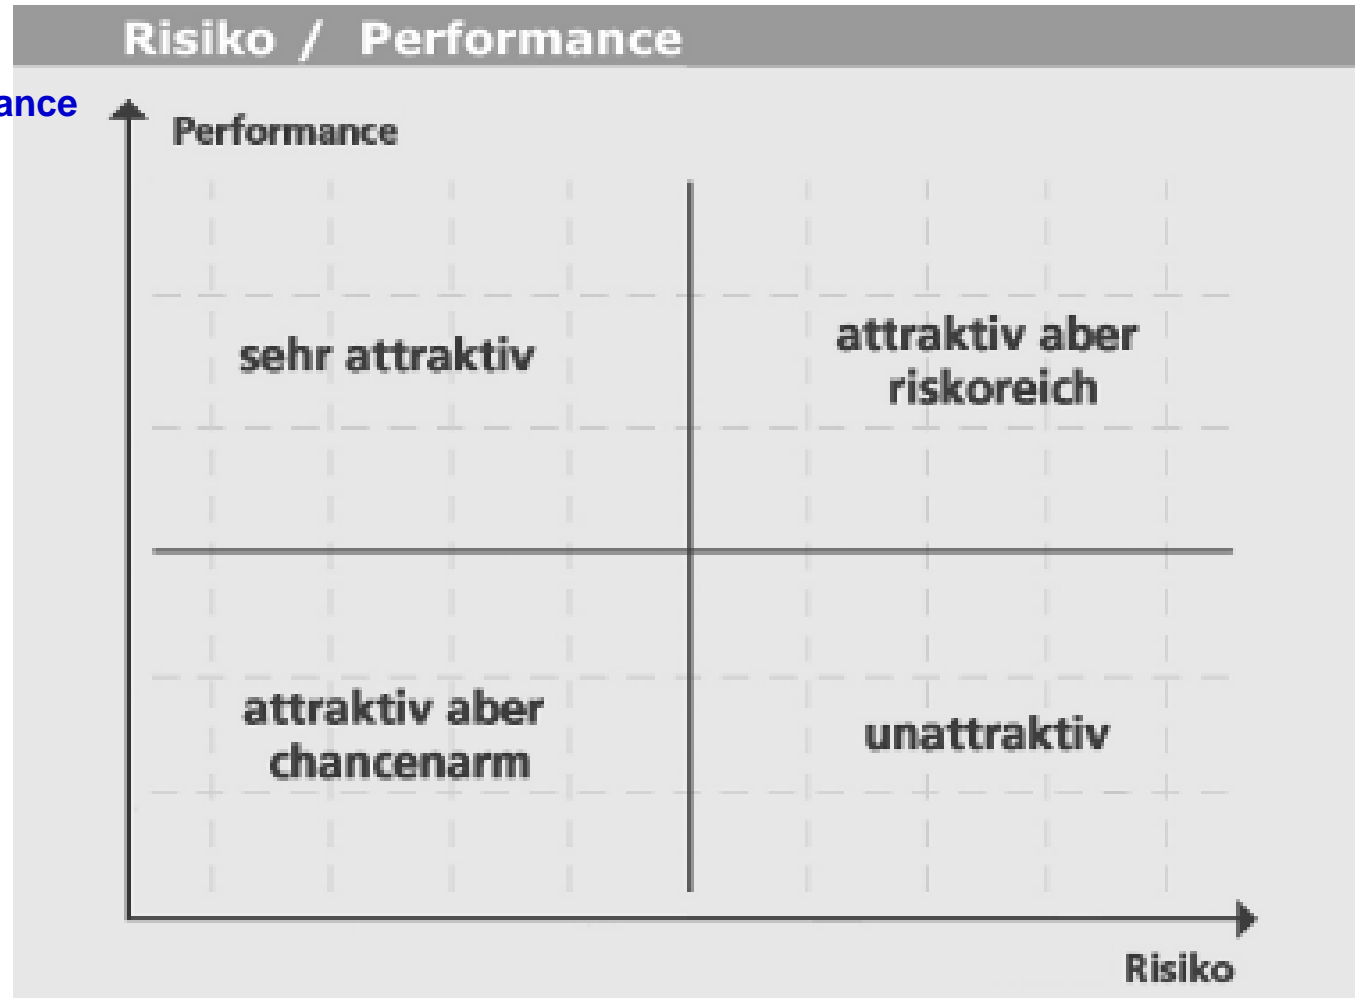 Risiko / Performance
ance
Performance
sehr attraktiv
attraktiv aber
riskoreich
attraktiv aber
chancenarm
unattraktiv
Risiko